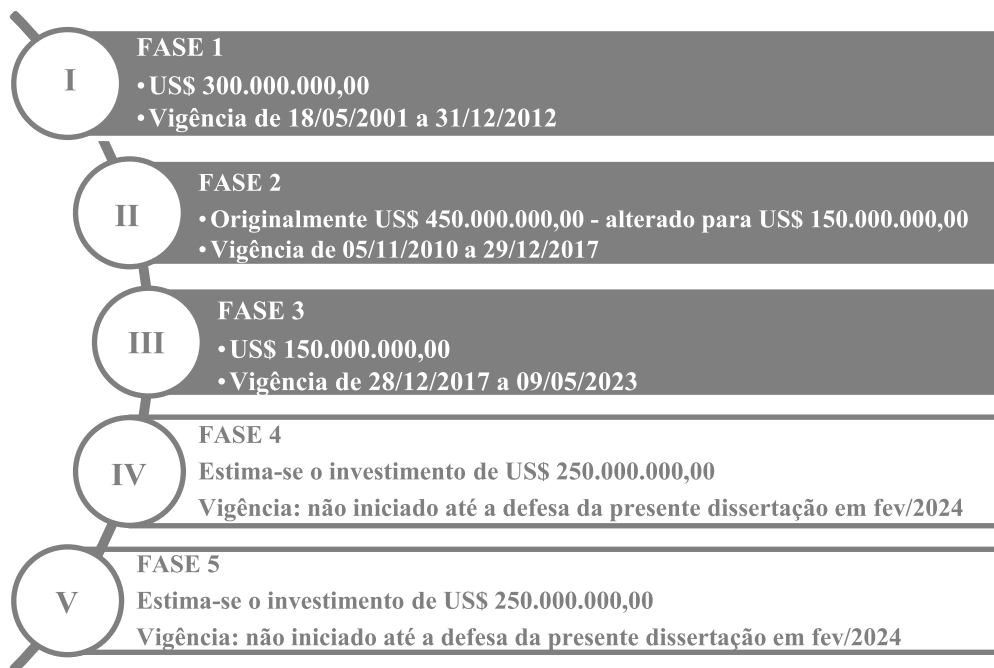 I
FASE 1
•US$ 300.000.000,00
•Vigência de 18/05/2001 a 31/12/2012
II
FASE 2
•Originalmente US$ 450.000.000,00 - alterado para US$ 150.000.000,00
•Vigência de 05/11/2010 a 29/12/2017
III
FASE 3
•US$ 150.000.000,00
•Vigência de 28/12/2017 a 09/05/2023
IV
FASE 4
Estima-se o investimento de US$ 250.000.000,00
Vigência: não iniciado até a defesa da presente dissertação em fev/2024
V
FASE 5
Estima-se o investimento de US$ 250.000.000,00
Vigência: não iniciado até a defesa da presente dissertação em fev/2024